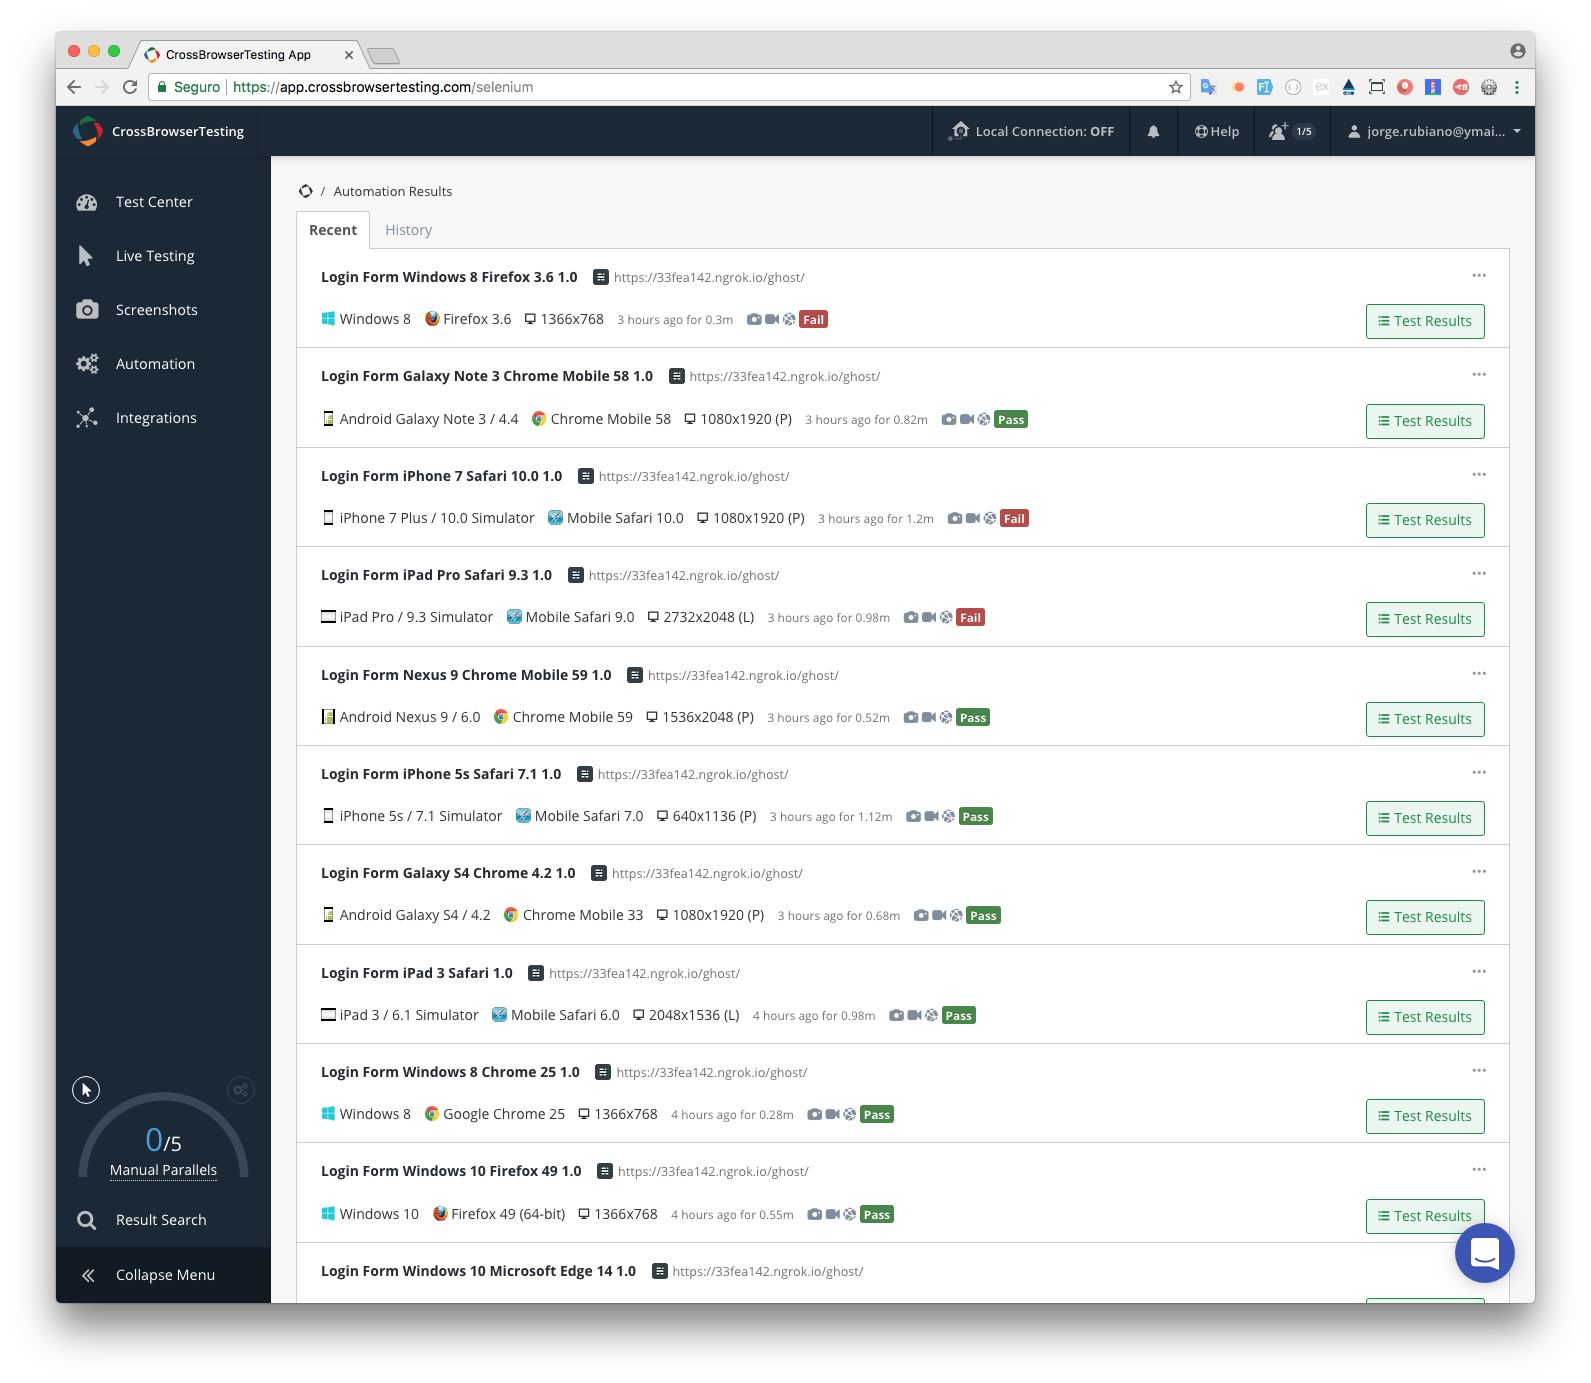 CrossBrowserTesting App
Seguro https://app.crossbrowsertesting.com/selenium
CrossBrowserTesting
Local Connection: OFF
Help
1/5
jorge.rubiano@ymai...
Test Center
Live Testing
Screenshots
Automation
Integrations
0/5
Manual Parallels
Result Search
Collapse Menu
/ Automation Results
Recent History
Login Form Windows 8 Firefox 3.6 1.0 https://33fea142.ngrok.io/ghost/
Windows 8 Firefox 3.6 1366x768 3 hours ago for 0.3m Fail
Test Results
Login Form Galaxy Note 3 Chrome Mobile 58 1.0 https://33fea142.ngrok.io/ghost/
Android Galaxy Note 3 / 4.4 Chrome Mobile 58 1080x1920 (P) 3 hours ago for 0.82m Pass
Test Results
Login Form iPhone 7 Safari 10.0 1.0 https://33fea142.ngrok.io/ghost/
iPhone 7 Plus / 10.0 Simulator Mobile Safari 10.0 1080x1920 (P) 3 hours ago for 1.2m Fail
Test Results
Login Form iPad Pro Safari 9.3 1.0 https://33fea142.ngrok.io/ghost/
iPad Pro / 9.3 Simulator Mobile Safari 9.0 2732x2048 (L) 3 hours ago for 0.98m Fail
Test Results
Login Form Nexus 9 Chrome Mobile 59 1.0 https://33fea142.ngrok.io/ghost/
Android Nexus 9 / 6.0 Chrome Mobile 59 1536x2048 (P) 3 hours ago for 0.52m Pass
Test Results
Login Form iPhone 5s Safari 7.1 1.0 https://33fea142.ngrok.io/ghost/
iPhone 5s / 7.1 Simulator Mobile Safari 7.0 640x1136 (P) 3 hours ago for 1.12m Pass
Test Results
Login Form Galaxy S4 Chrome 4.2 1.0 https://33fea142.ngrok.io/ghost/
Android Galaxy S4 / 4.2 Chrome Mobile 33 1080x1920 (P) 3 hours ago for 0.68m Pass
Test Results
Login Form iPad 3 Safari 1.0 https://33fea142.ngrok.io/ghost/
iPad 3 / 6.1 Simulator Mobile Safari 6.0 2048x1536 (L) 4 hours ago for 0.98m Pass
Test Results
Login Form Windows 8 Chrome 25 1.0 https://33fea142.ngrok.io/ghost/
Windows 8 Google Chrome 25 1366x768 4 hours ago for 0.28m Pass
Test Results
Login Form Windows 10 Firefox 49 1.0 https://33fea142.ngrok.io/ghost/
Windows 10 Firefox 49 (64-bit) 1366x768 4 hours ago for 0.55m Pass
Test Results
Login Form Windows 10 Microsoft Edge 14 1.0 https://33fea142.ngrok.io/ghost/